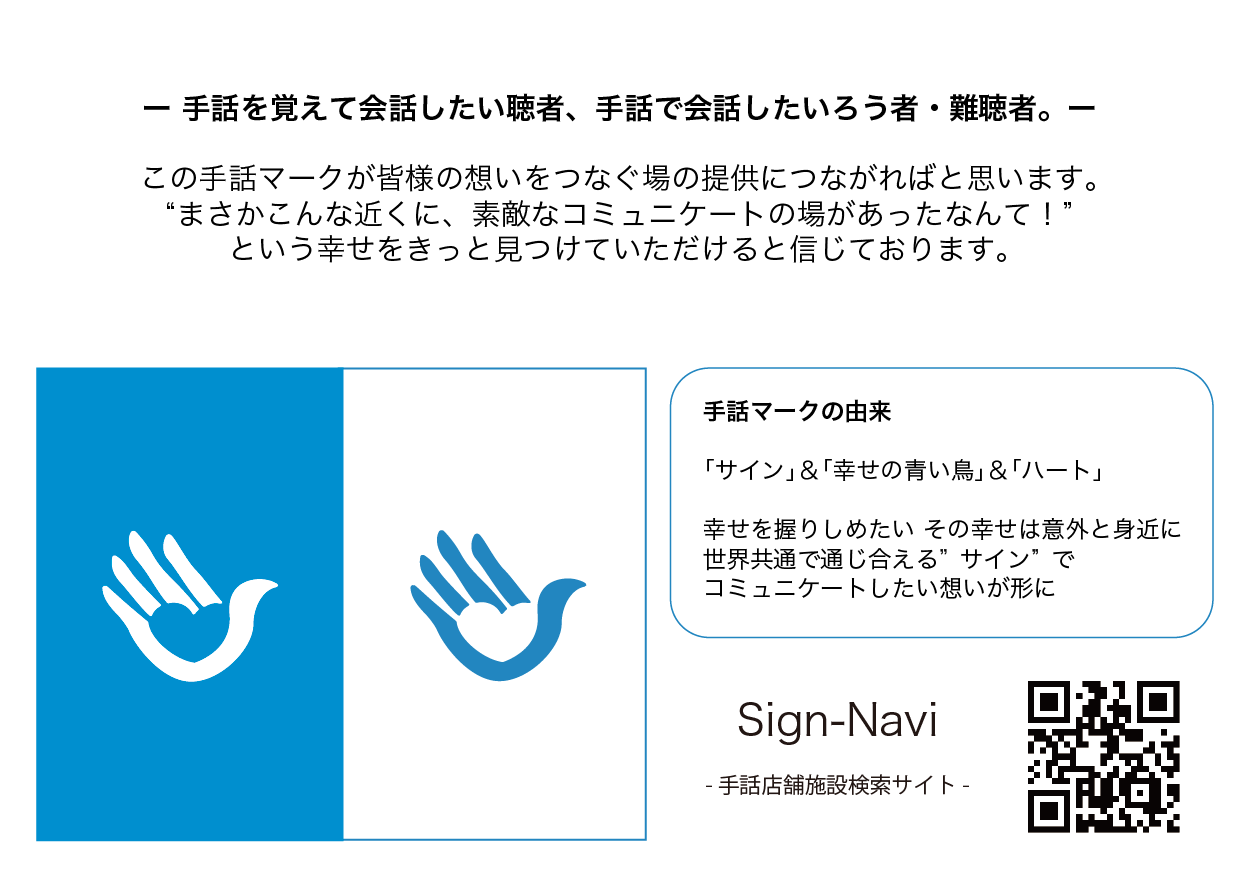 ー 手話を覚えて会話したい聴者、手話で会話したいろう者・難聴者。ー
この手話マークが皆様の想いをつなぐ場の提供につながればと思います。
“まさかこんな近くに、素敵なコミュニケートの場があったなんて！”
という幸せをきっと見つけていただけると信じております。
手話マークの由来
「サイン」＆「幸せの青い鳥」＆「ハート」
幸せを握りしめたい その幸せは意外と身近に
世界共通で通じ合える”サイン”で
コミュニケートしたい想いが形に
Sign-Navi
- 手話店舗施設検索サイト -